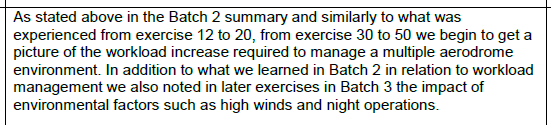 As stated above in the Batch 2 summary and similarly to what was
experienced from exercise 12 to 20, from exercise 30 to 50 we begin to get a
picture of the workload increase required to manage a multiple aerodrome
environment. In addition to what we learned in Batch 2 in relation to workload
management we also noted in later exercises in Batch 3 the impact of
environmental factors such as high winds and night operations.